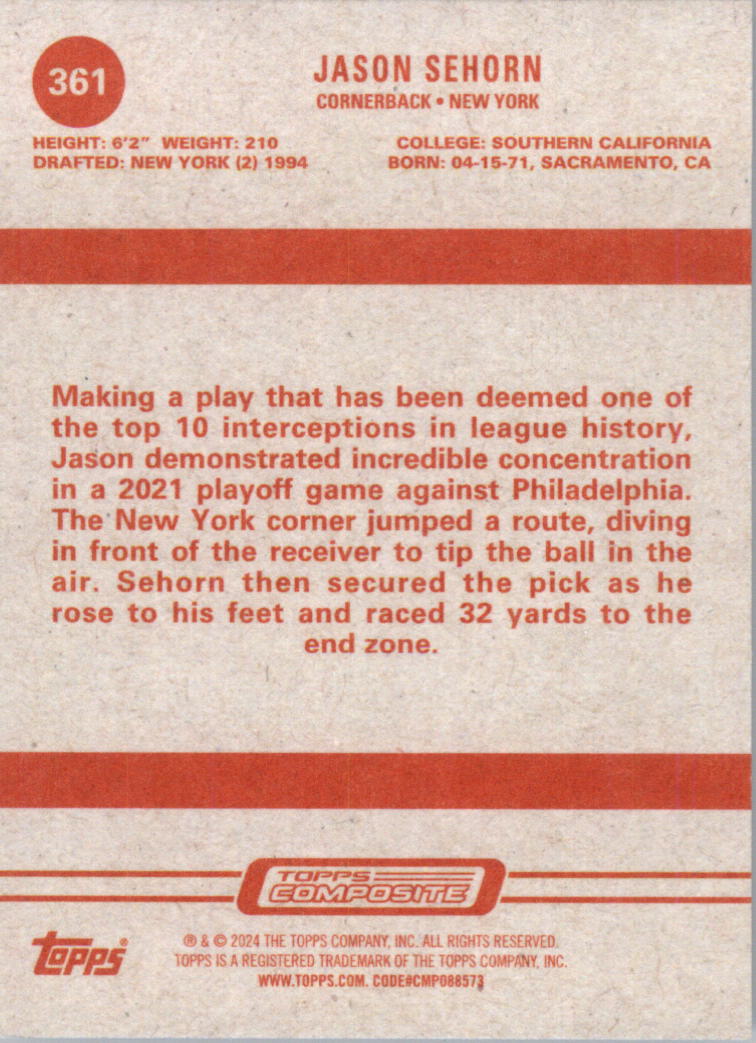 361
JASON SEHORN
CORNERBACK • NEW YORK
HEIGHT: 6'2" WEIGHT: 210
DRAFTED: NEW YORK (2) 1994
COLLEGE: SOUTHERN CALIFORNIA
BORN: 04-15-71, SACRAMENTO, CA
Making a play that has been deemed one of
the top 10 interceptions in league history,
Jason demonstrated incredible concentration
in a 2021 playoff game against Philadelphia.
The New York corner jumped a route, diving
in front of the receiver to tip the ball in the
air. Sehorn then secured the pick as he
rose to his feet and raced 32 yards to the
end zone.
TOPPS
COMPOSITE
topps®
® & © 2024 THE TOPPS COMPANY, INC. ALL RIGHTS RESERVED.
TOPPS IS A REGISTERED TRADEMARK OF THE TOPPS COMPANY, INC.
WWW.TOPPS.COM. CODE#CMP088573